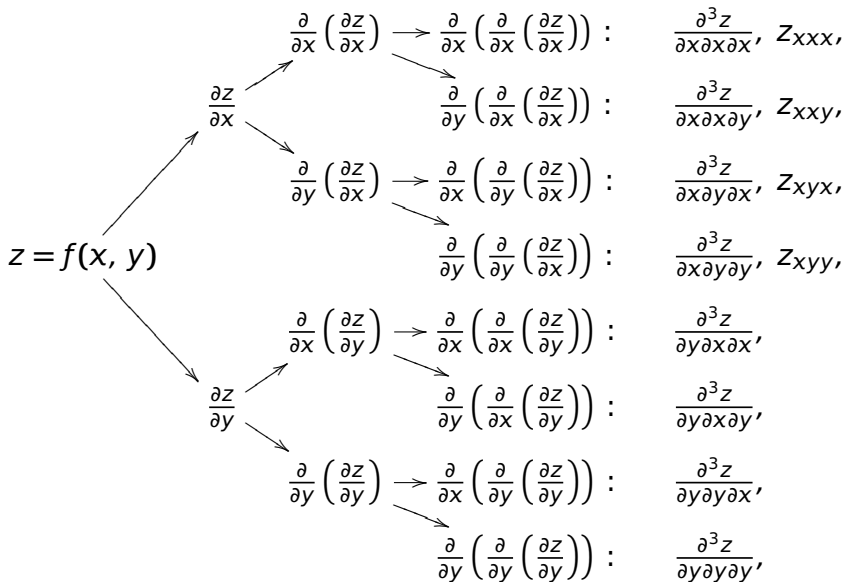 ∂/∂x (∂z/∂x) → ∂/∂x (∂/∂x (∂z/∂x)) : ∂³z/∂x∂x∂x, z_xxx,
∂z/∂x ∂/∂y (∂/∂x (∂z/∂x)) : ∂³z/∂x∂x∂y, z_xxy,
∂/∂y (∂z/∂x) → ∂/∂x (∂/∂y (∂z/∂x)) : ∂³z/∂x∂y∂x, z_xyx,
z = f(x, y) ∂/∂y (∂/∂y (∂z/∂x)) : ∂³z/∂x∂y∂y, z_xyy,
∂/∂x (∂z/∂y) → ∂/∂x (∂/∂x (∂z/∂y)) : ∂³z/∂y∂x∂x,
∂z/∂y ∂/∂y (∂/∂x (∂z/∂y)) : ∂³z/∂y∂x∂y,
∂/∂y (∂z/∂y) → ∂/∂x (∂/∂y (∂z/∂y)) : ∂³z/∂y∂y∂x,
∂/∂y (∂/∂y (∂z/∂y)) : ∂³z/∂y∂y∂y,